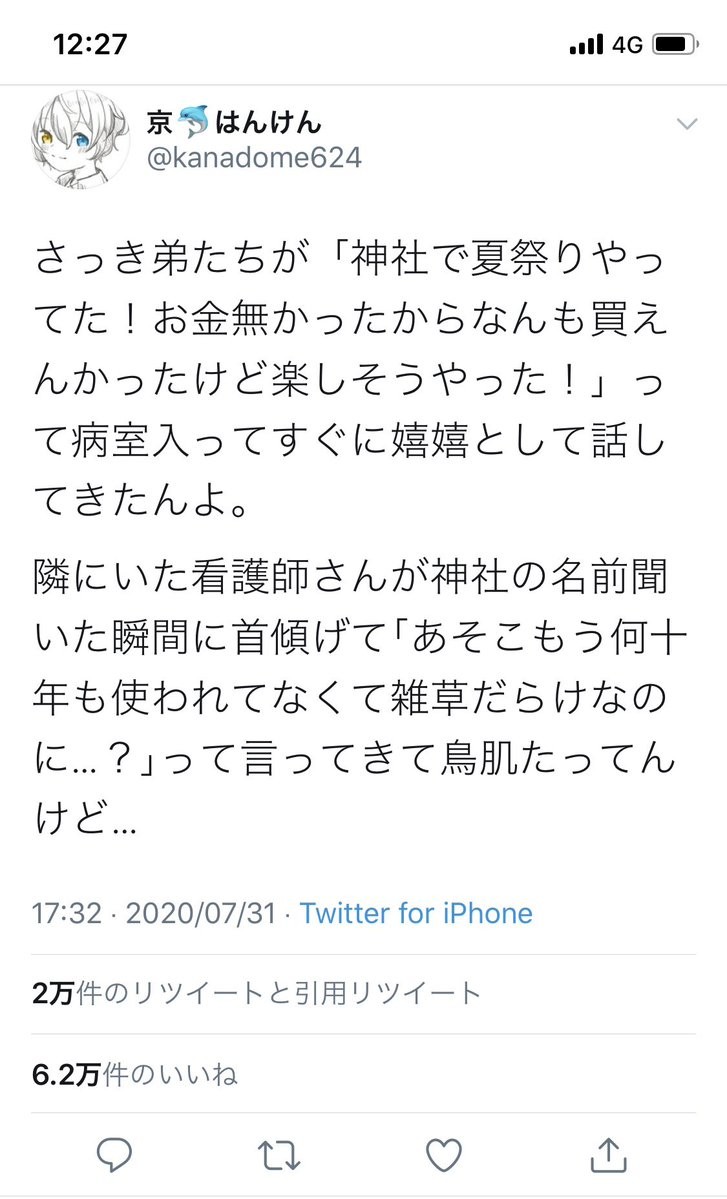 12:27
4G
京🐬はんけん
@kanadome624
さっき弟たちが「神社で夏祭りやっ
てた！お金無かったからなんも買え
んかったけど楽しそうやった！」っ
て病室入ってすぐに嬉嬉として話し
てきたんよ。
隣にいた看護師さんが神社の名前聞
いた瞬間に首傾げて｢あそこもう何十
年も使われてなくて雑草だらけなの
に…？｣って言ってきて鳥肌たってん
けど…
17:32 · 2020/07/31 · Twitter for iPhone
2万件のリツイートと引用リツイート
6.2万件のいいね